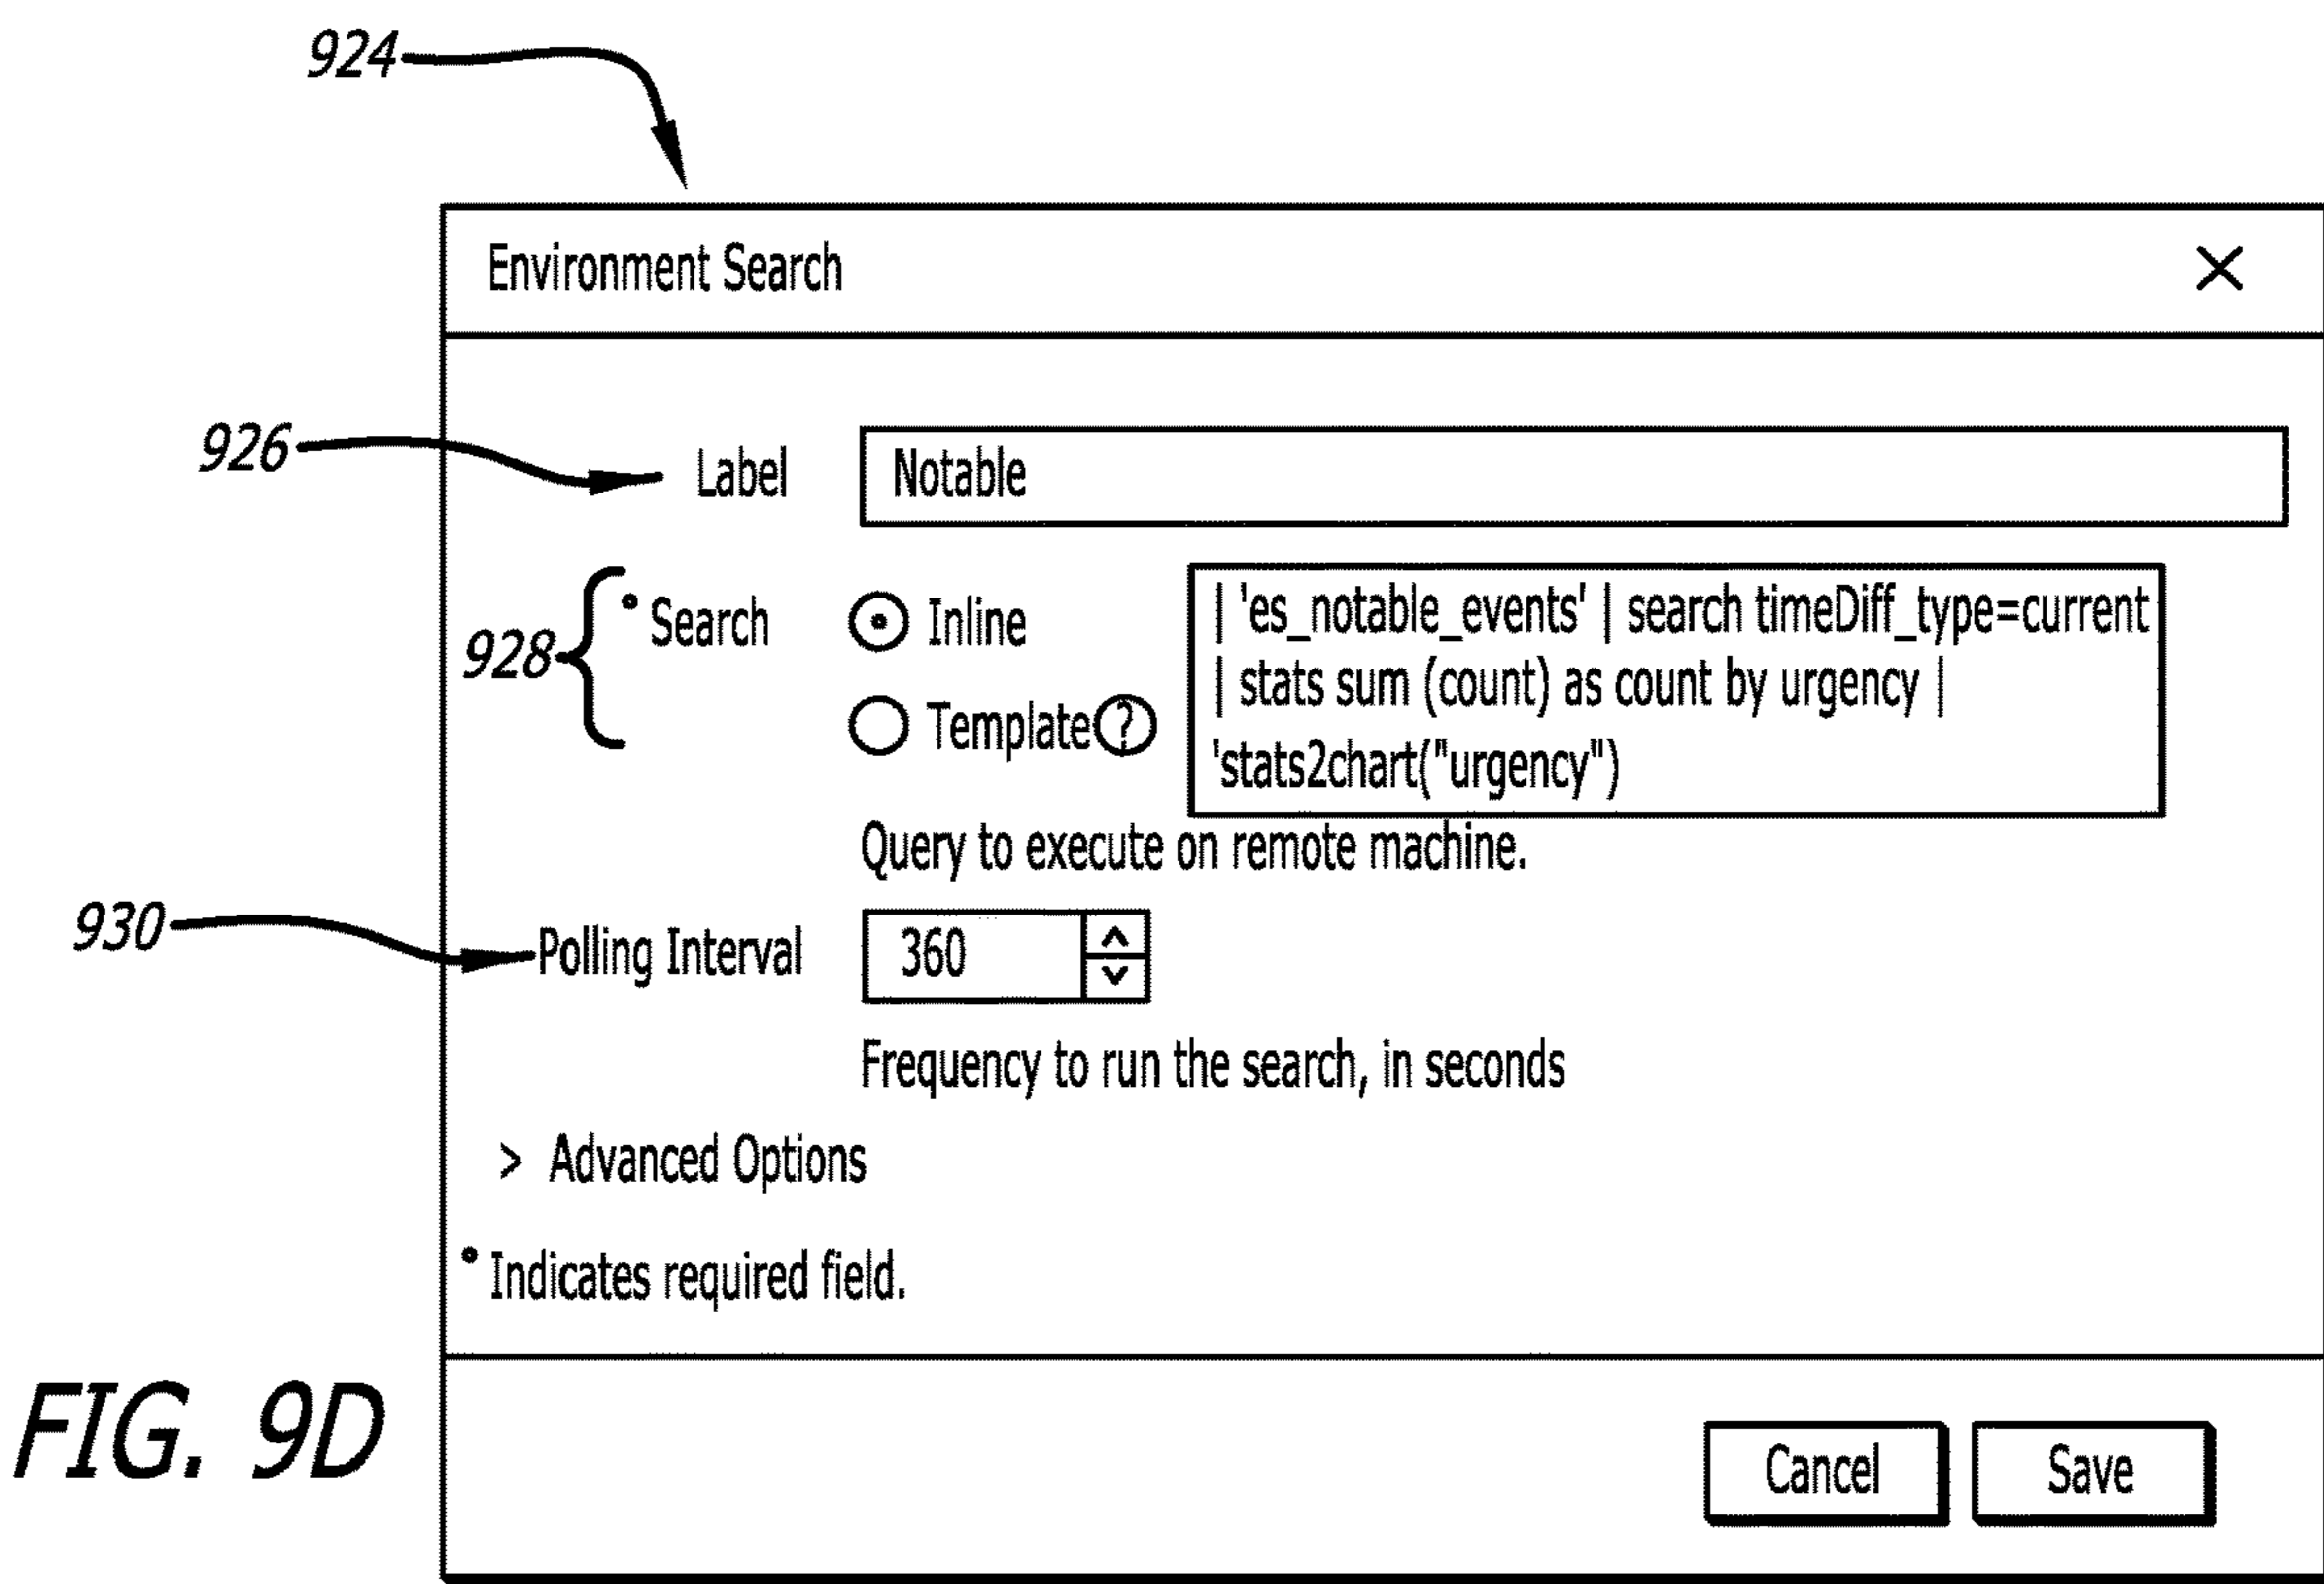 924
Environment Search
926
Label Notable
928
° Search Inline
Template ?
| 'es_notable_events' | search timeDiff_type=current
| stats sum (count) as count by urgency |
'stats2chart("urgency")
Query to execute on remote machine.
930
Polling Interval 360
Frequency to run the search, in seconds
> Advanced Options
° Indicates required field.
Cancel Save
FIG. 9D